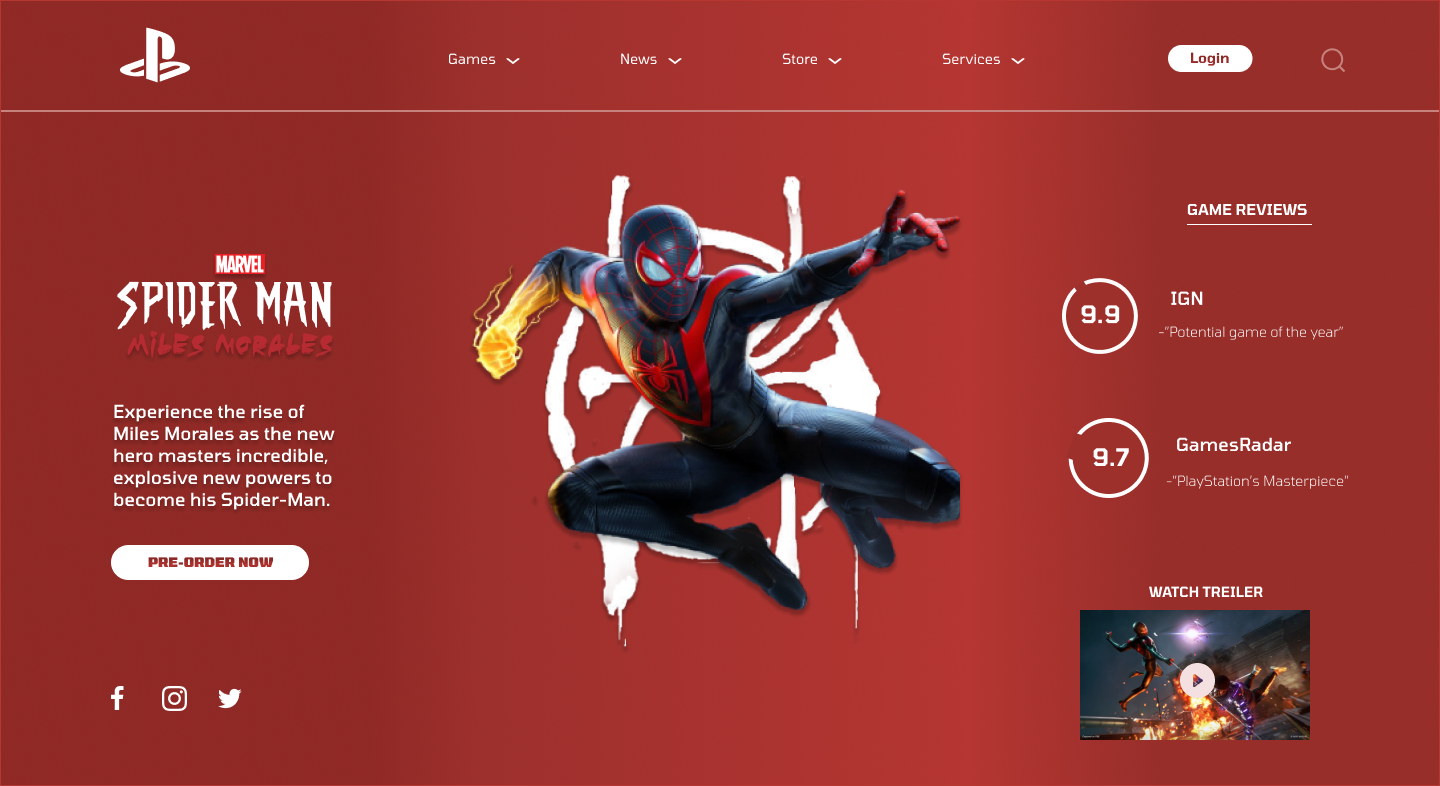 Games
News
Store
Services
Login
MARVEL
SPIDER MAN
MILES MORALES
Experience the rise of
Miles Morales as the new
hero masters incredible,
explosive new powers to
become his Spider-Man.
PRE-ORDER NOW
GAME REVIEWS
9.9
IGN
-"Potential game of the year"
9.7
GamesRadar
-"PlayStation's Masterpiece"
WATCH TREILER